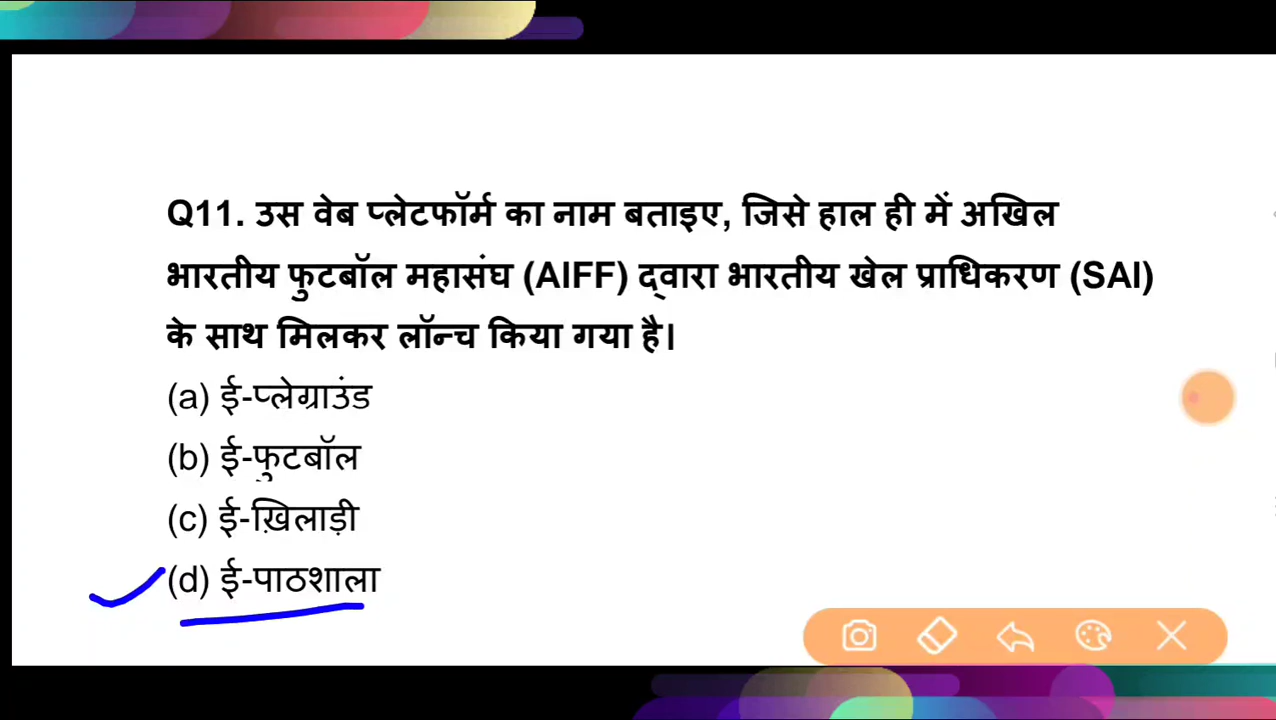 Q11. उस वेब प्लेटफॉर्म का नाम बताइए, जिसे हाल ही में अखिल
भारतीय फुटबॉल महासंघ (AIFF) द्वारा भारतीय खेल प्राधिकरण (SAI)
के साथ मिलकर लॉन्च किया गया है।
(a) ई-प्लेग्राउंड
(b) ई-फुटबॉल
(c) ई-ख़िलाड़ी
(d) ई-पाठशाला